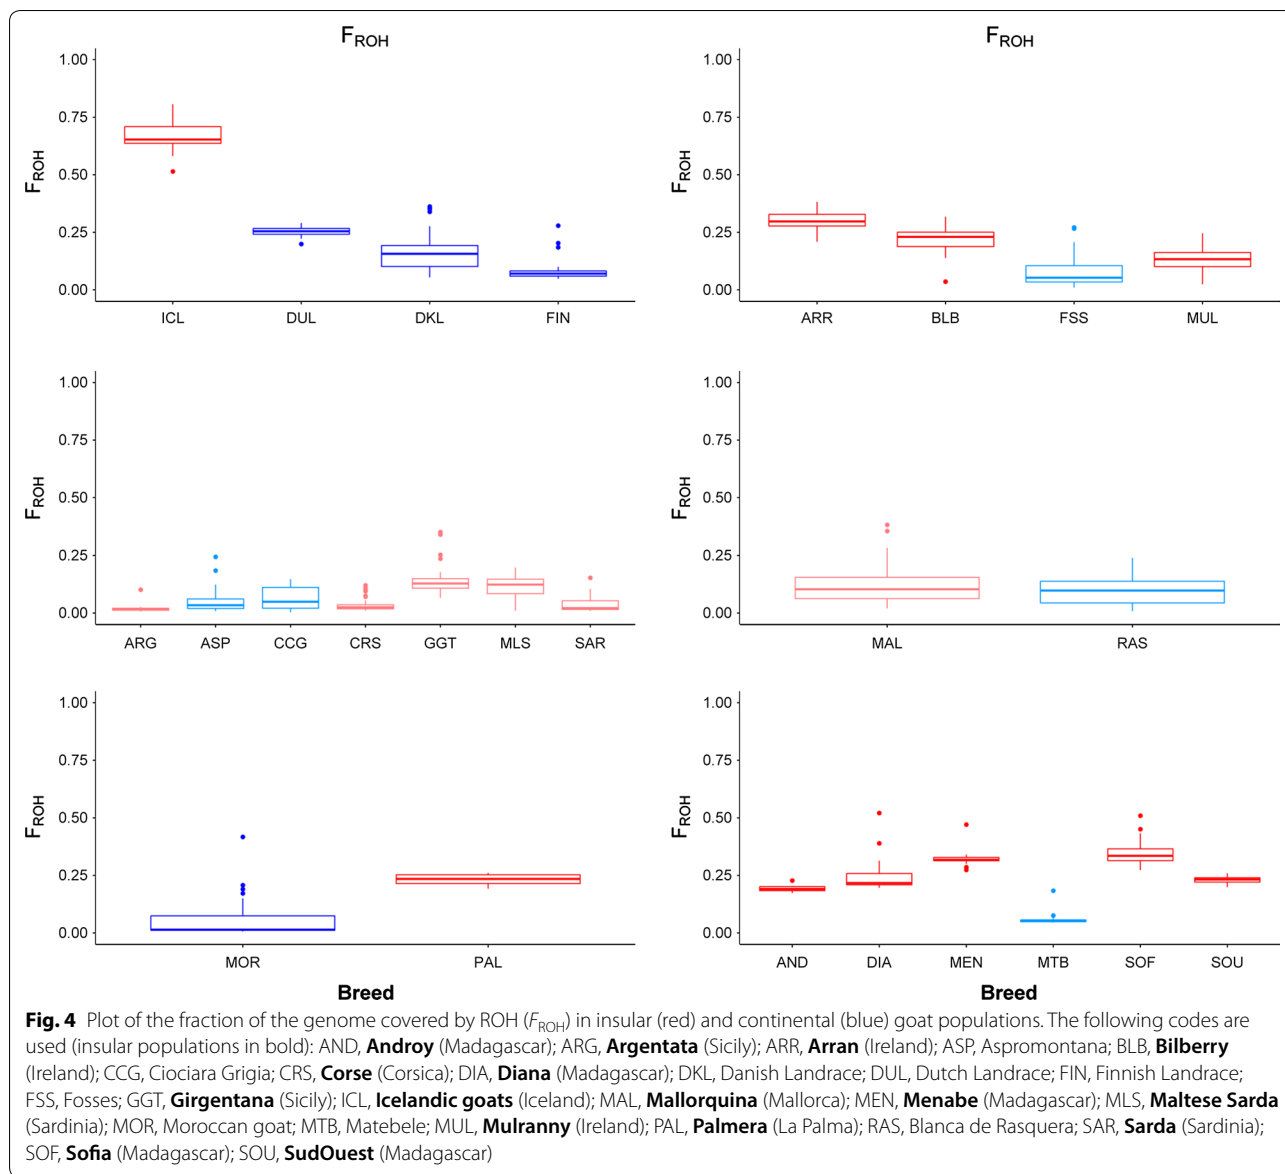 F_ROH
F_ROH
1.00
0.75
0.50
0.25
0.00
F_ROH
ICL DUL DKL FIN
1.00
0.75
0.50
0.25
0.00
F_ROH
ARR BLB FSS MUL
1.00
0.75
0.50
0.25
0.00
F_ROH
ARG ASP CCG CRS GGT MLS SAR
1.00
0.75
0.50
0.25
0.00
F_ROH
MAL RAS
1.00
0.75
0.50
0.25
0.00
F_ROH
MOR PAL
Breed
1.00
0.75
0.50
0.25
0.00
F_ROH
AND DIA MEN MTB SOF SOU
Breed
Fig. 4 Plot of the fraction of the genome covered by ROH (F_ROH) in insular (red) and continental (blue) goat populations. The following codes are
used (insular populations in bold): AND, Androy (Madagascar); ARG, Argentata (Sicily); ARR, Arran (Ireland); ASP, Aspromontana; BLB, Bilberry
(Ireland); CCG, Ciociara Grigia; CRS, Corse (Corsica); DIA, Diana (Madagascar); DKL, Danish Landrace; DUL, Dutch Landrace; FIN, Finnish Landrace;
FSS, Fosses; GGT, Girgentana (Sicily); ICL, Icelandic goats (Iceland); MAL, Mallorquina (Mallorca); MEN, Menabe (Madagascar); MLS, Maltese Sarda
(Sardinia); MOR, Moroccan goat; MTB, Matebele; MUL, Mulranny (Ireland); PAL, Palmera (La Palma); RAS, Blanca de Rasquera; SAR, Sarda (Sardinia);
SOF, Sofia (Madagascar); SOU, SudOuest (Madagascar)